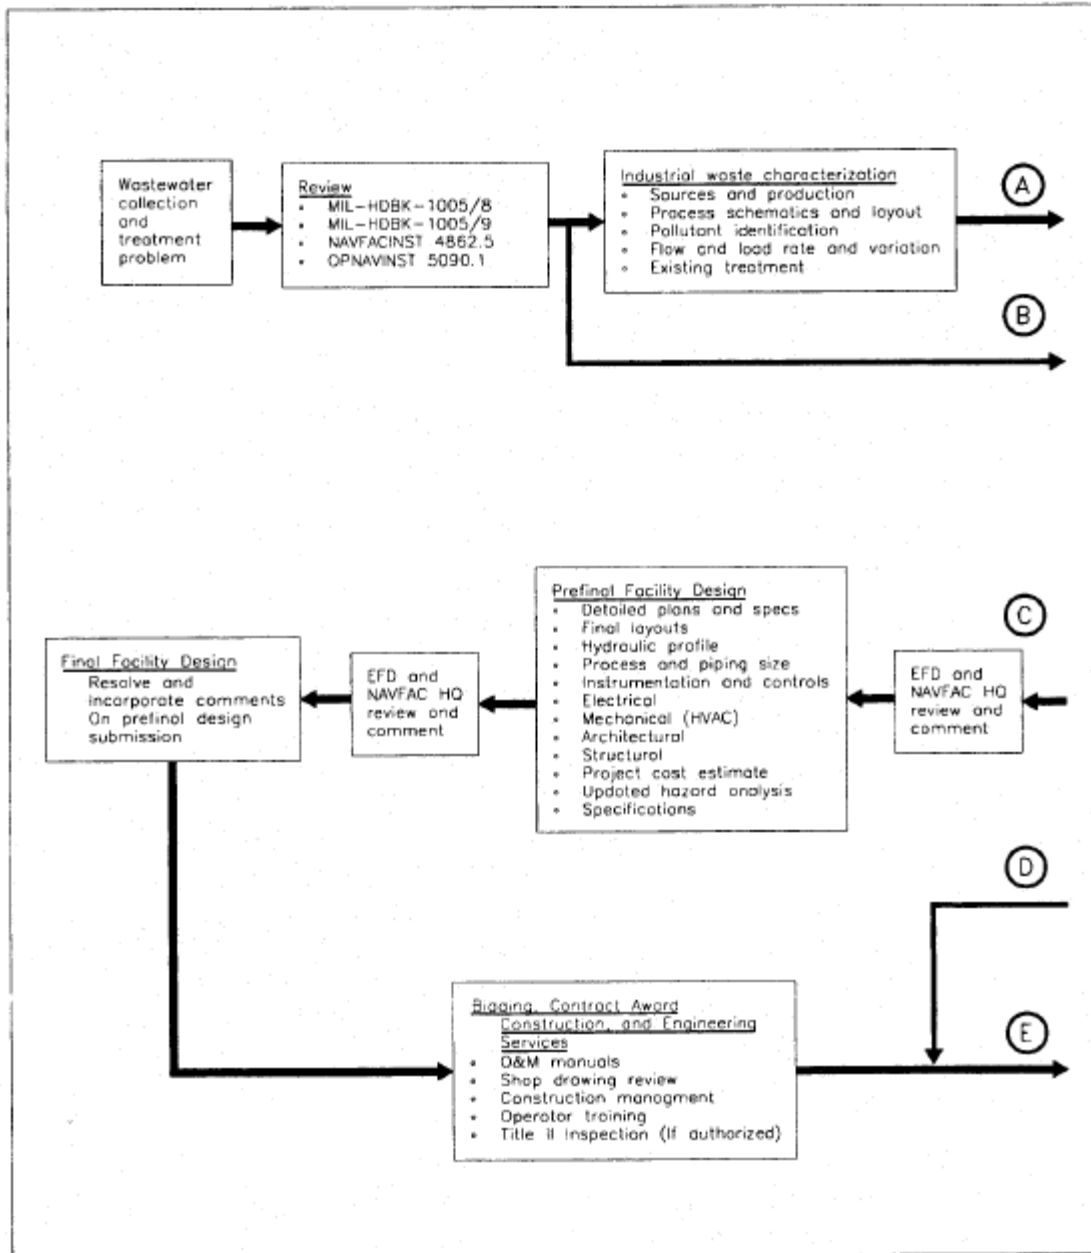 Wastewater
collection
and
treatment
problem
Review
• MIL-HDBK-1005/8
• MIL-HDBK-1005/9
• NAVFACINST 4862.5
• OPNAVINST 5090.1
Industrial waste characterization
• Sources and production
• Process schematics and layout
• Pollutant identification
• Flow and load rate and variation
• Existing treatment
A
B
Final Facility Design
Resolve and
incorporate comments
On prefinal design
submission
EFD and
NAVFAC HQ
review and
comment
Prefinal Facility Design
• Detailed plans and specs
• Final layouts
• Hydraulic profile
• Process and piping size
• Instrumentation and controls
• Electrical
• Mechanical (HVAC)
• Architectural
• Structural
• Project cost estimate
• Updated hazard analysis
• Specifications
EFD and
NAVFAC HQ
review and
comment
C
D
Bidding, Contract Award
Construction, and Engineering
Services
• O&M manuals
• Shop drawing review
• Construction managment
• Operator training
• Title II Inspection (If authorized)
E